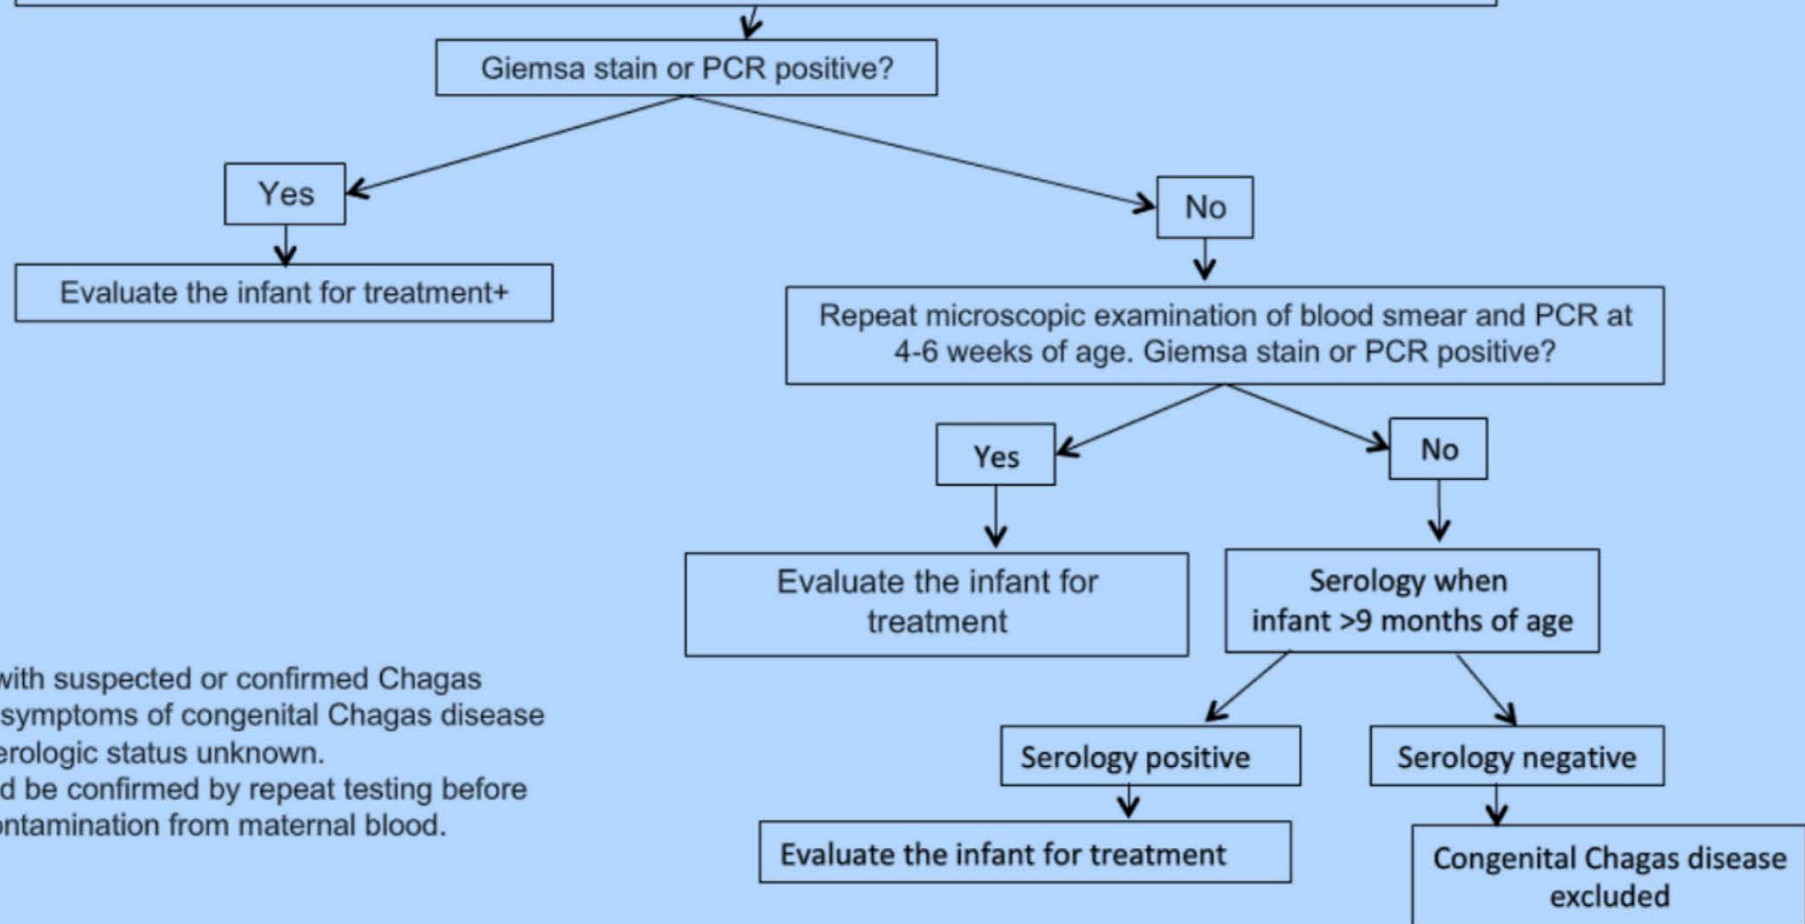 Giemsa stain or PCR positive?
Yes
No
Evaluate the infant for treatment+
Repeat microscopic examination of blood smear and PCR at
4-6 weeks of age. Giemsa stain or PCR positive?
Yes
No
Evaluate the infant for
treatment
Serology when
infant >9 months of age
with suspected or confirmed Chagas
symptoms of congenital Chagas disease
status unknown.
be confirmed by repeat testing before
from maternal blood.
Serology positive
Serology negative
Evaluate the infant for treatment
Congenital Chagas disease
excluded